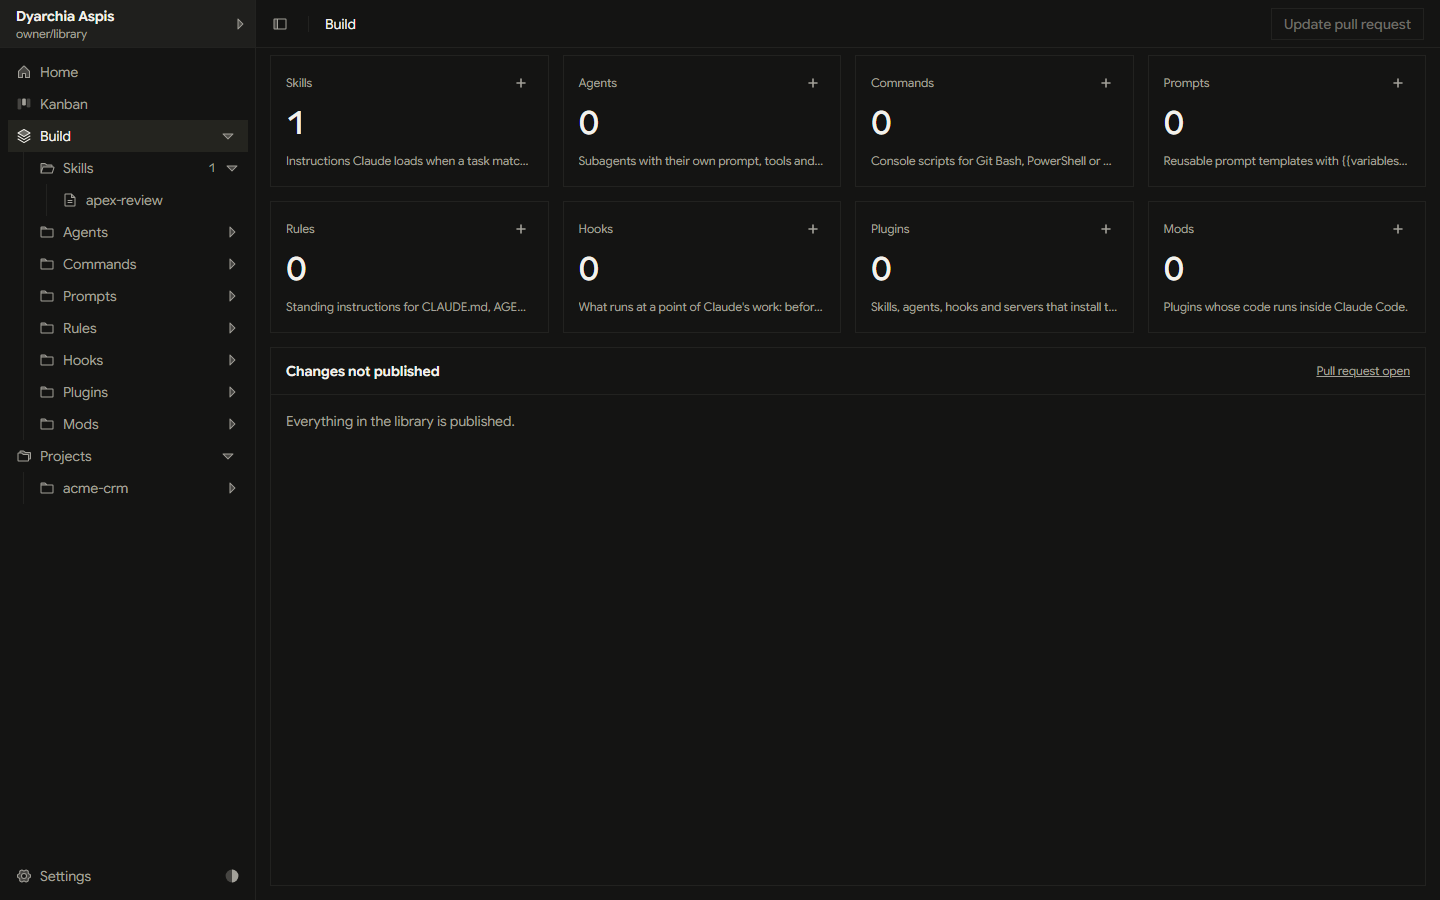 Dyarchia Aspis
owner/library
Build
Update pull request
Home
Kanban
Build
Skills 1
apex-review
Agents
Commands
Prompts
Rules
Hooks
Plugins
Mods
Projects
acme-crm
Settings
Skills
1
Instructions Claude loads when a task matc...
Agents
0
Subagents with their own prompt, tools and...
Commands
0
Console scripts for Git Bash, PowerShell or ...
Prompts
0
Reusable prompt templates with {{variables...
Rules
0
Standing instructions for CLAUDE.md, AGE...
Hooks
0
What runs at a point of Claude's work: befor...
Plugins
0
Skills, agents, hooks and servers that install t...
Mods
0
Plugins whose code runs inside Claude Code.
Changes not published
Pull request open
Everything in the library is published.